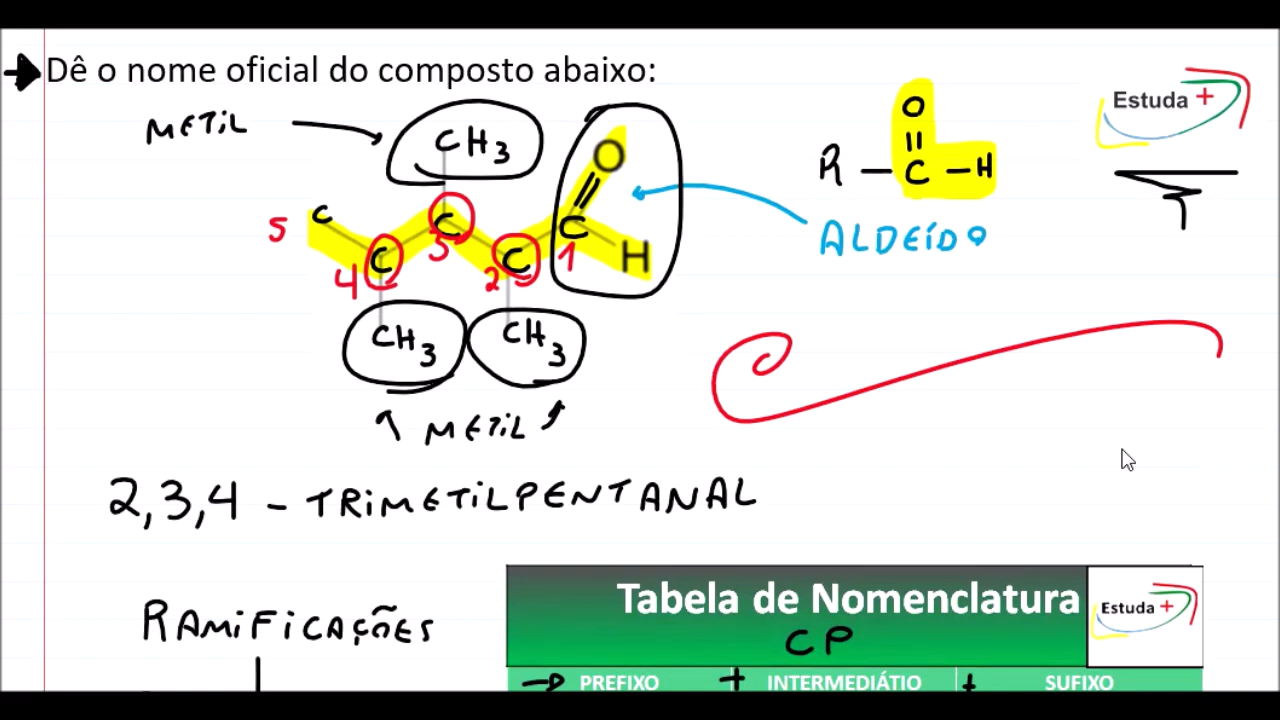 Dê o nome oficial do composto abaixo:
Estuda +
METIL
CH3
O
O
R - C - H
C
C
C
5
3
ALDEÍDO
C
C
1
H
4
2
CH3
CH3
METIL
2,3,4 - TRIMETILPENTANAL
RAMIFICAÇÕES
Tabela de Nomenclatura
CP
Estuda +
PREFIXO + INTERMEDIÁTIO + SUFIXO